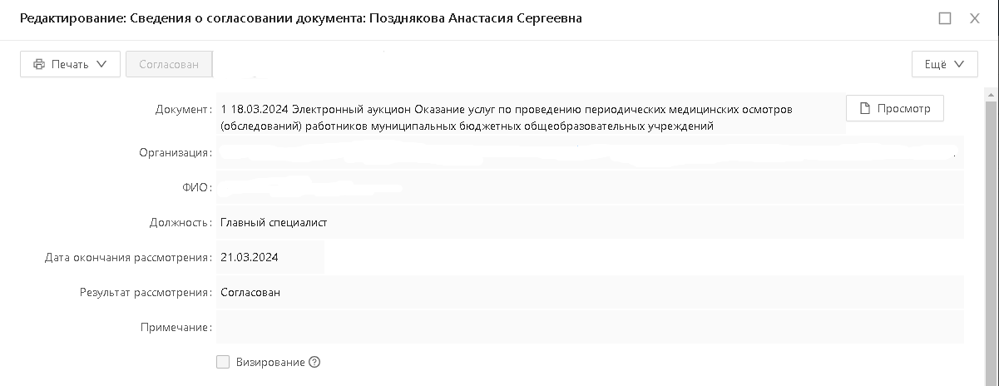 Редактирование: Сведения о согласовании документа: Позднякова Анастасия Сергеевна
Печать Согласован Ещё
Документ: 1 18.03.2024 Электронный аукцион Оказание услуг по проведению периодических медицинских осмотров Просмотр
(обследований) работников муниципальных бюджетных общеобразовательных учреждений
Организация:
ФИО:
Должность: Главный специалист
Дата окончания рассмотрения: 21.03.2024
Результат рассмотрения: Согласован
Примечание:
Визирование ?